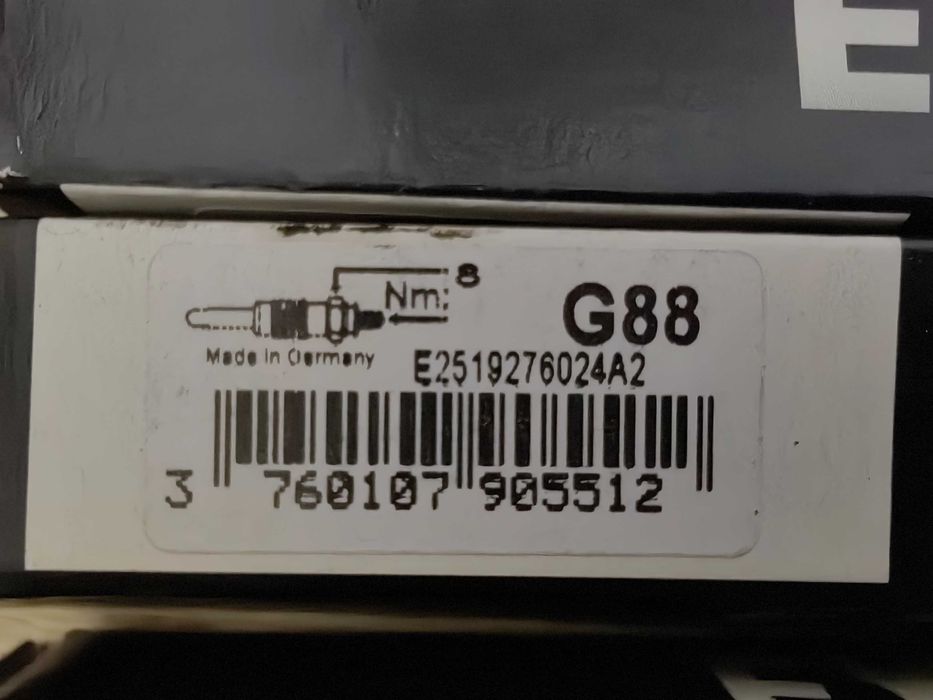 E
8
Nm:
G88
Made in Germany
E2519276024A2
3 760107 905512